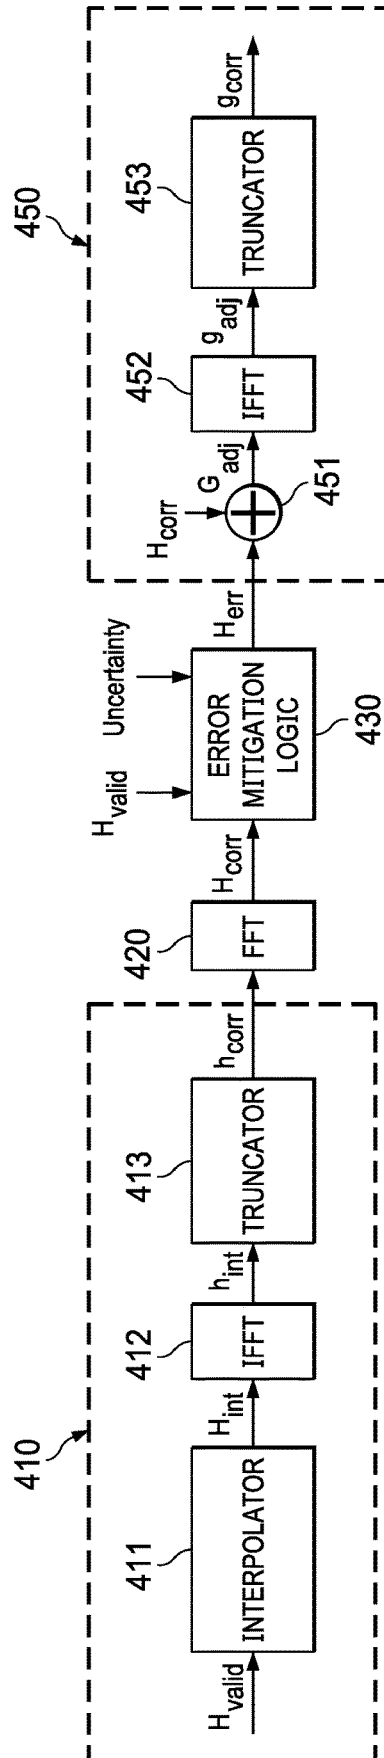 410
H_valid
411
INTERPOLATOR
H_int
412
IFFT
h_int
413
TRUNCATOR
h_corr
420
FFT
H_corr
H_valid
Uncertainty
ERROR
MITIGATION
LOGIC
430
H_err
450
H_corr
451
G_adj
452
IFFT
g_adj
453
TRUNCATOR
g_corr